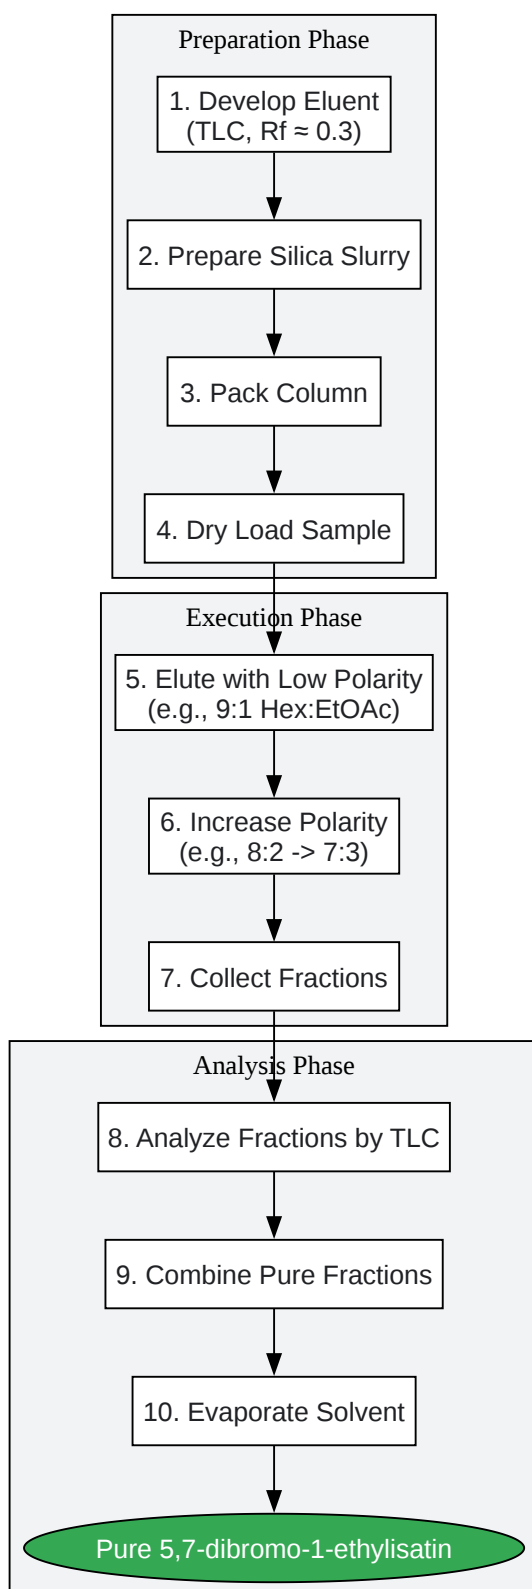 Preparation Phase
1. Develop Eluent
(TLC, Rf ≈ 0.3)
2. Prepare Silica Slurry
3. Pack Column
4. Dry Load Sample
Execution Phase
5. Elute with Low Polarity
(e.g., 9:1 Hex:EtOAc)
6. Increase Polarity
(e.g., 8:2 -> 7:3)
7. Collect Fractions
Analysis Phase
8. Analyze Fractions by TLC
9. Combine Pure Fractions
10. Evaporate Solvent
Pure 5,7-dibromo-1-ethylisatin